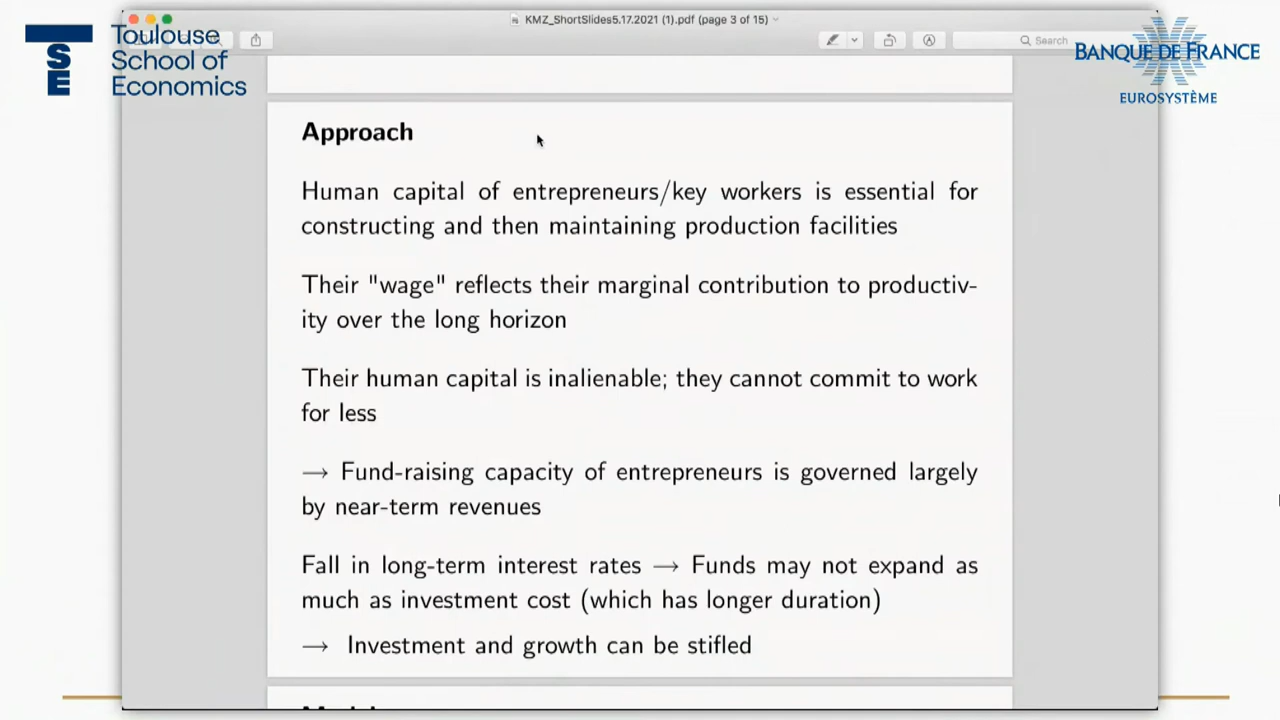 KMZ_ShortSlides5.17.2021 (1).pdf (page 3 of 15)
Search
Toulouse
School of
Economics
TSE
BANQUE DE FRANCE
EUROSYSTÈME
Approach
Human capital of entrepreneurs/key workers is essential for
constructing and then maintaining production facilities
Their "wage" reflects their marginal contribution to productiv-
ity over the long horizon
Their human capital is inalienable; they cannot commit to work
for less
→ Fund-raising capacity of entrepreneurs is governed largely
by near-term revenues
Fall in long-term interest rates → Funds may not expand as
much as investment cost (which has longer duration)
→ Investment and growth can be stifled